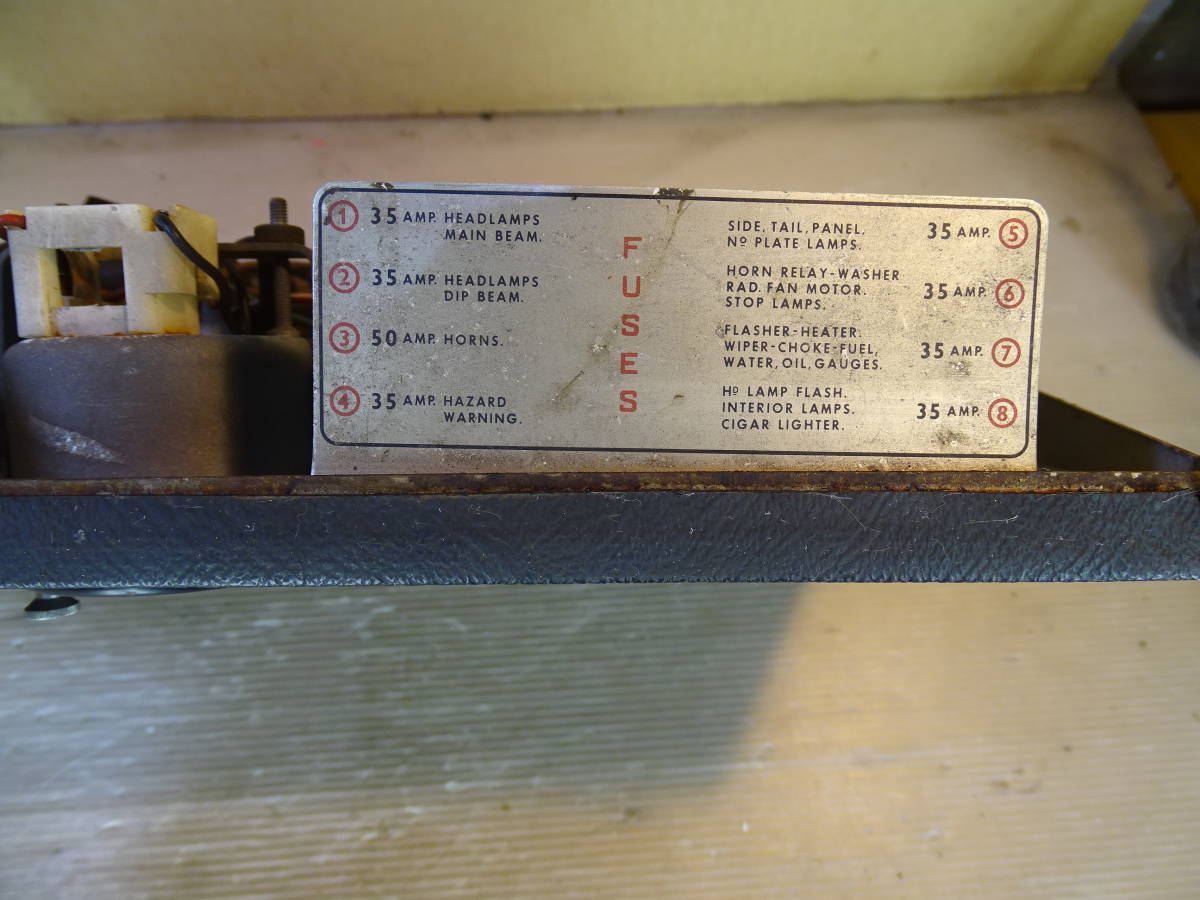 ① 35 AMP. HEADLAMPS
MAIN BEAM.
② 35 AMP. HEADLAMPS
DIP BEAM.
③ 50 AMP. HORNS.
④ 35 AMP. HAZARD
WARNING.
FUSES
SIDE, TAIL, PANEL. 35 AMP. ⑤
Nº PLATE LAMPS.
HORN RELAY-WASHER
RAD. FAN MOTOR. 35 AMP. ⑥
STOP LAMPS.
FLASHER-HEATER.
WIPER-CHOKE-FUEL, 35 AMP. ⑦
WATER, OIL, GAUGES.
Hᴰ LAMP FLASH.
INTERIOR LAMPS. 35 AMP. ⑧
CIGAR LIGHTER.